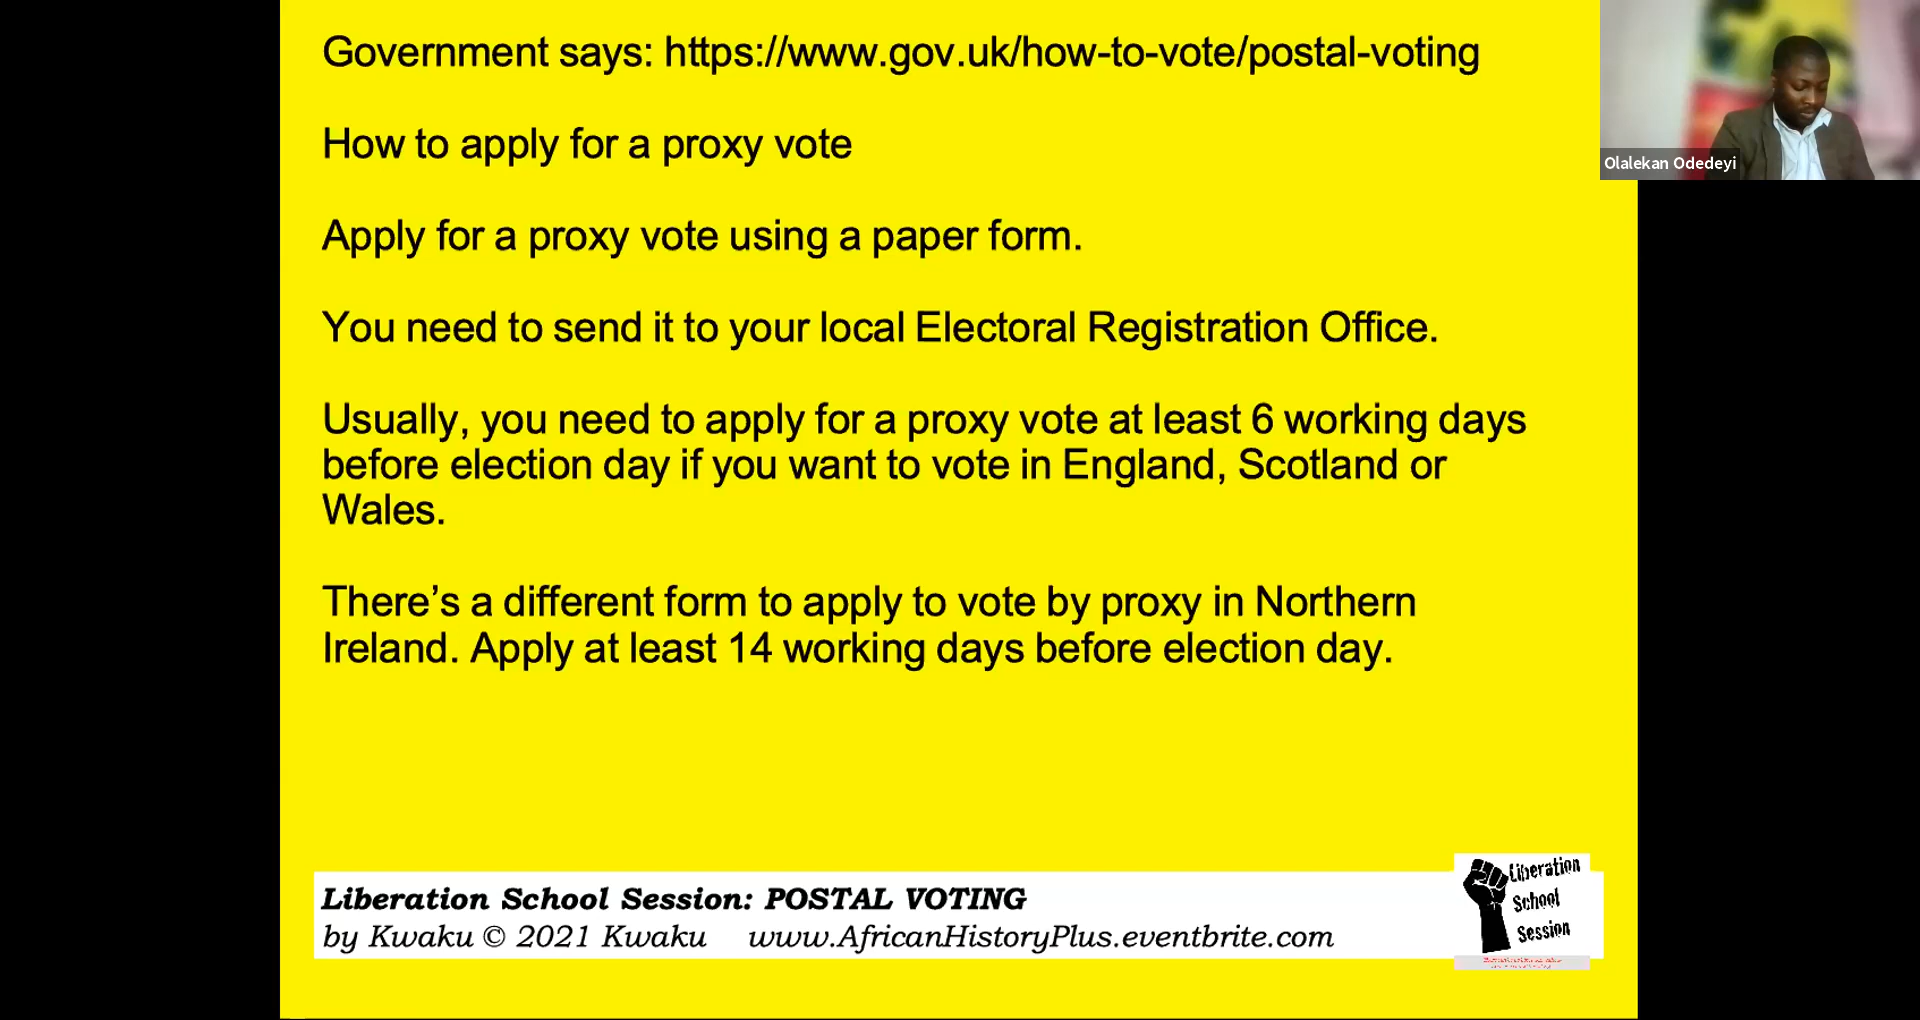 Government says: https://www.gov.uk/how-to-vote/postal-voting
How to apply for a proxy vote
Apply for a proxy vote using a paper form.
You need to send it to your local Electoral Registration Office.
Usually, you need to apply for a proxy vote at least 6 working days
before election day if you want to vote in England, Scotland or
Wales.
There’s a different form to apply to vote by proxy in Northern
Ireland. Apply at least 14 working days before election day.
Olalekan Odedeyi
Liberation School Session: POSTAL VOTING
by Kwaku © 2021 Kwaku www.AfricanHistoryPlus.eventbrite.com
Liberation
School
Session